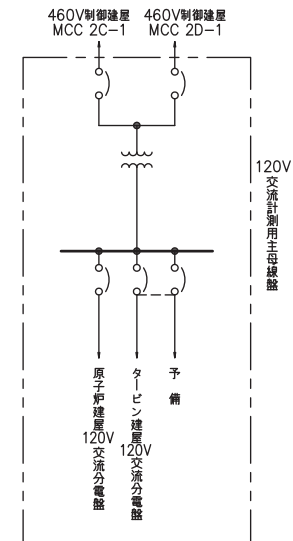 460V制御建屋
MCC 2C-1
460V制御建屋
MCC 2D-1
120V
交流計測用主母線盤
原子炉建屋
120V
交流分電盤
タービン建屋
120V
交流分電盤
予備